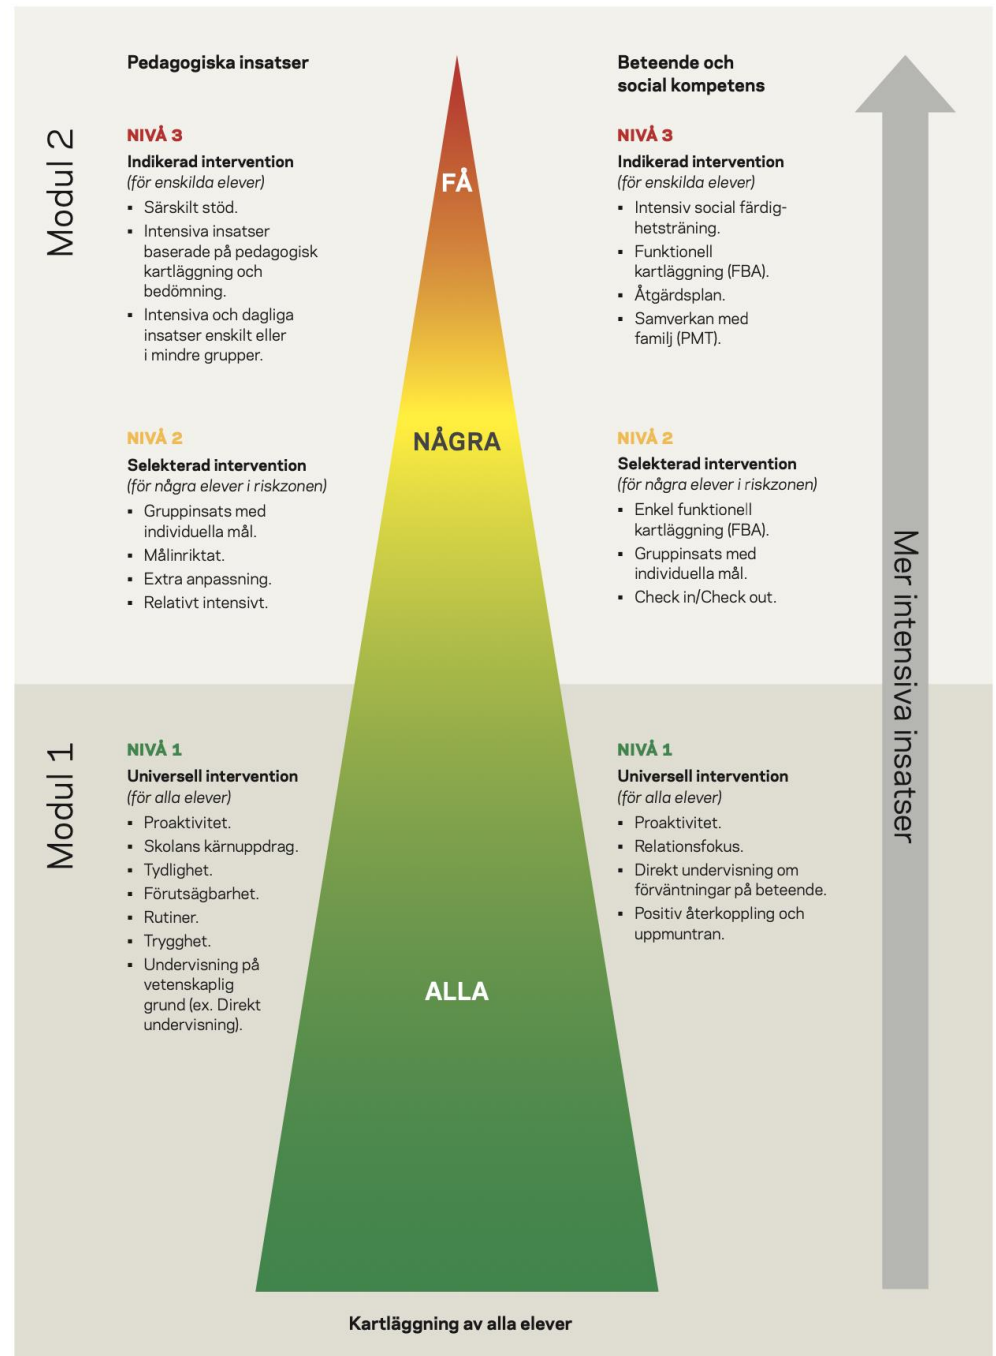 Pedagogiska insatser
Beteende och
social kompetens
Modul 2
NIVÅ 3
Indikerad intervention
(för enskilda elever)
▪ Särskilt stöd.
▪ Intensiva insatser
baserade på pedagogisk
kartläggning och
bedömning.
▪ Intensiva och dagliga
insatser enskilt eller
i mindre grupper.
FÅ
NIVÅ 3
Indikerad intervention
(för enskilda elever)
▪ Intensiv social färdig-
hetsträning.
▪ Funktionell
kartläggning (FBA).
▪ Åtgärdsplan.
▪ Samverkan med
familj (PMT).
NIVÅ 2
Selekterad intervention
(för några elever i riskzonen)
▪ Gruppinsats med
individuella mål.
▪ Målinriktat.
▪ Extra anpassning.
▪ Relativt intensivt.
NÅGRA
NIVÅ 2
Selekterad intervention
(för några elever i riskzonen)
▪ Enkel funktionell
kartläggning (FBA).
▪ Gruppinsats med
individuella mål.
▪ Check in/Check out.
Mer intensiva insatser
Modul 1
NIVÅ 1
Universell intervention
(för alla elever)
▪ Proaktivitet.
▪ Skolans kärnuppdrag.
▪ Tydlighet.
▪ Förutsägbarhet.
▪ Rutiner.
▪ Trygghet.
▪ Undervisning på
vetenskaplig
grund (ex. Direkt
undervisning).
ALLA
NIVÅ 1
Universell intervention
(för alla elever)
▪ Proaktivitet.
▪ Relationsfokus.
▪ Direkt undervisning om
förväntningar på beteende.
▪ Positiv återkoppling och
uppmuntran.
Kartläggning av alla elever